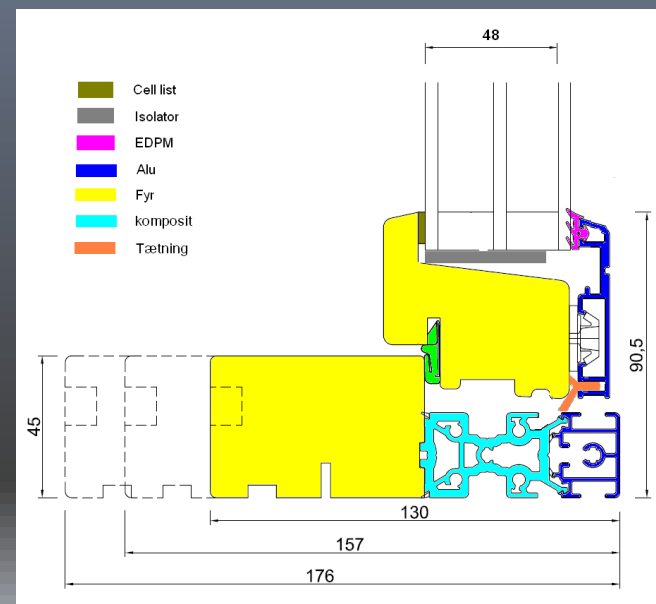 48
Cell list
Isolator
EDPM
Alu
Fyr
komposit
Tætning
90,5
45
130
157
176